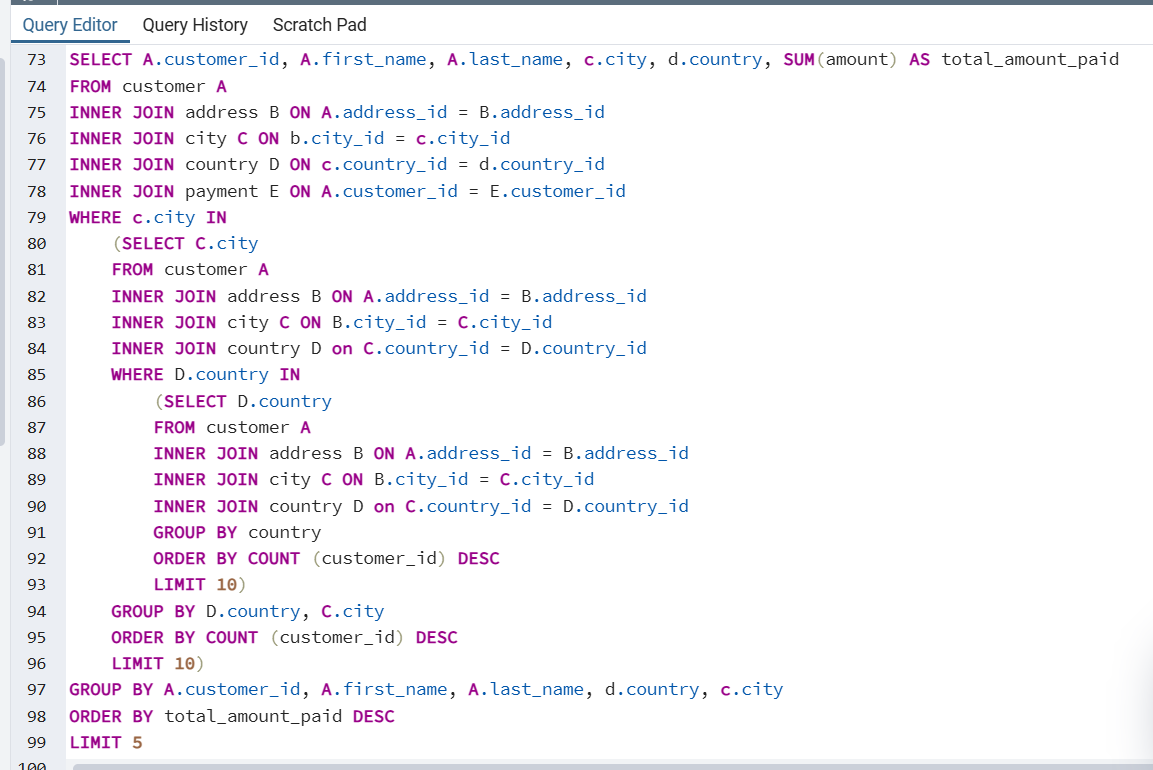 Query Editor Query History Scratch Pad
73 SELECT A.customer_id, A.first_name, A.last_name, c.city, d.country, SUM(amount) AS total_amount_paid
74 FROM customer A
75 INNER JOIN address B ON A.address_id = B.address_id
76 INNER JOIN city C ON b.city_id = c.city_id
77 INNER JOIN country D ON c.country_id = d.country_id
78 INNER JOIN payment E ON A.customer_id = E.customer_id
79 WHERE c.city IN
80 (SELECT C.city
81 FROM customer A
82 INNER JOIN address B ON A.address_id = B.address_id
83 INNER JOIN city C ON B.city_id = C.city_id
84 INNER JOIN country D on C.country_id = D.country_id
85 WHERE D.country IN
86 (SELECT D.country
87 FROM customer A
88 INNER JOIN address B ON A.address_id = B.address_id
89 INNER JOIN city C ON B.city_id = C.city_id
90 INNER JOIN country D on C.country_id = D.country_id
91 GROUP BY country
92 ORDER BY COUNT (customer_id) DESC
93 LIMIT 10)
94 GROUP BY D.country, C.city
95 ORDER BY COUNT (customer_id) DESC
96 LIMIT 10)
97 GROUP BY A.customer_id, A.first_name, A.last_name, d.country, c.city
98 ORDER BY total_amount_paid DESC
99 LIMIT 5
100